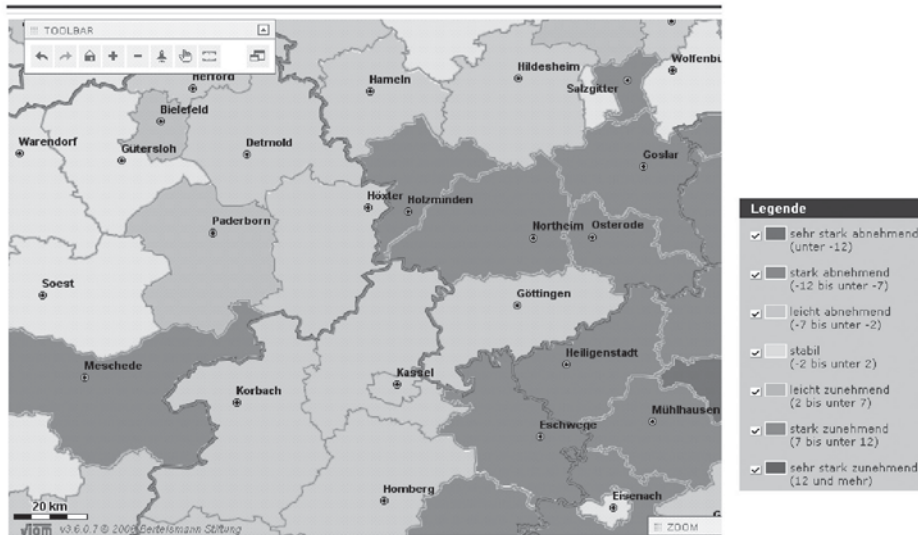 TOOLBAR
Herford
Hameln
Hildesheim
Wolfenbü
Salzgitter
Bielefeld
Warendorf
Gütersloh
Detmold
Goslar
Höxter
Holzminden
Paderborn
Northeim
Osterode
Soest
Göttingen
Meschede
Heiligenstadt
Kassel
Korbach
Mühlhausen
Eschwege
Homberg
Eisenach
20 km
v3.6.0.7 © 2006 Bertelsmann Stiftung
ZOOM
Legende
sehr stark abnehmend
(unter -12)
stark abnehmend
(-12 bis unter -7)
leicht abnehmend
(-7 bis unter -2)
stabil
(-2 bis unter 2)
leicht zunehmend
(2 bis unter 7)
stark zunehmend
(7 bis unter 12)
sehr stark zunehmend
(12 und mehr)